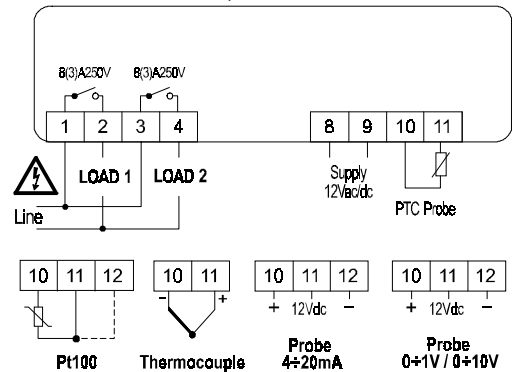 8(3)A250V 8(3)A250V
1 2 3 4 8 9 10 11
LOAD 1 LOAD 2
Supply
12Vac/dc
PTC Probe
Line
10 11 12 10 11 10 11 12 10 11 12
− + + 12Vdc − + 12Vdc −
Pt100 Thermocouple
Probe
4÷20mA
Probe
0÷1V / 0÷10V